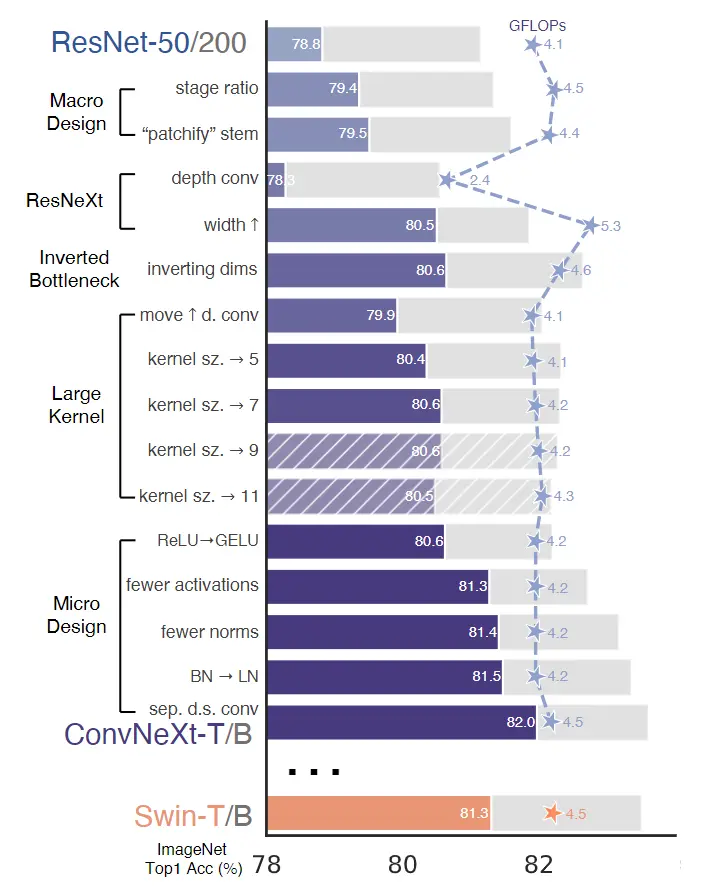 GFLOPs
ResNet-50/200 78.8 4.1
Macro Design
stage ratio 79.4 4.5
"patchify" stem 79.5 4.4
ResNeXt
depth conv 78.3 2.4
width ↑ 80.5 5.3
Inverted Bottleneck
inverting dims 80.6 4.6
Large Kernel
move ↑ d. conv 79.9 4.1
kernel sz. → 5 80.4 4.1
kernel sz. → 7 80.6 4.2
kernel sz. → 9 80.6 4.2
kernel sz. → 11 80.5 4.3
Micro Design
ReLU→GELU 80.6 4.2
fewer activations 81.3 4.2
fewer norms 81.4 4.2
BN → LN 81.5 4.2
sep. d.s. conv
ConvNeXt-T/B 82.0 4.5
...
Swin-T/B 81.3 4.5
ImageNet
Top1 Acc (%) 78 80 82